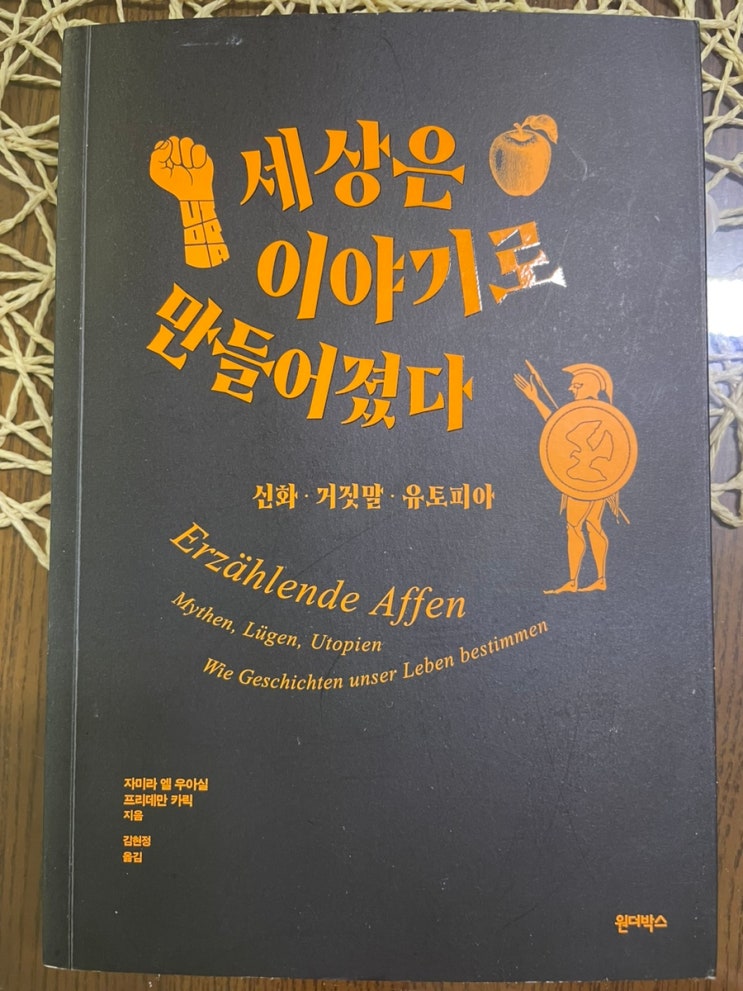 세상은
이야기로
만들어졌다
신화 · 거짓말 · 유토피아
Erzählende Affen
Mythen, Lügen, Utopien
Wie Geschichten unser Leben bestimmen
자미라 엘 우아실
프리데만 카릭
지음
김현정
옮김
원더박스